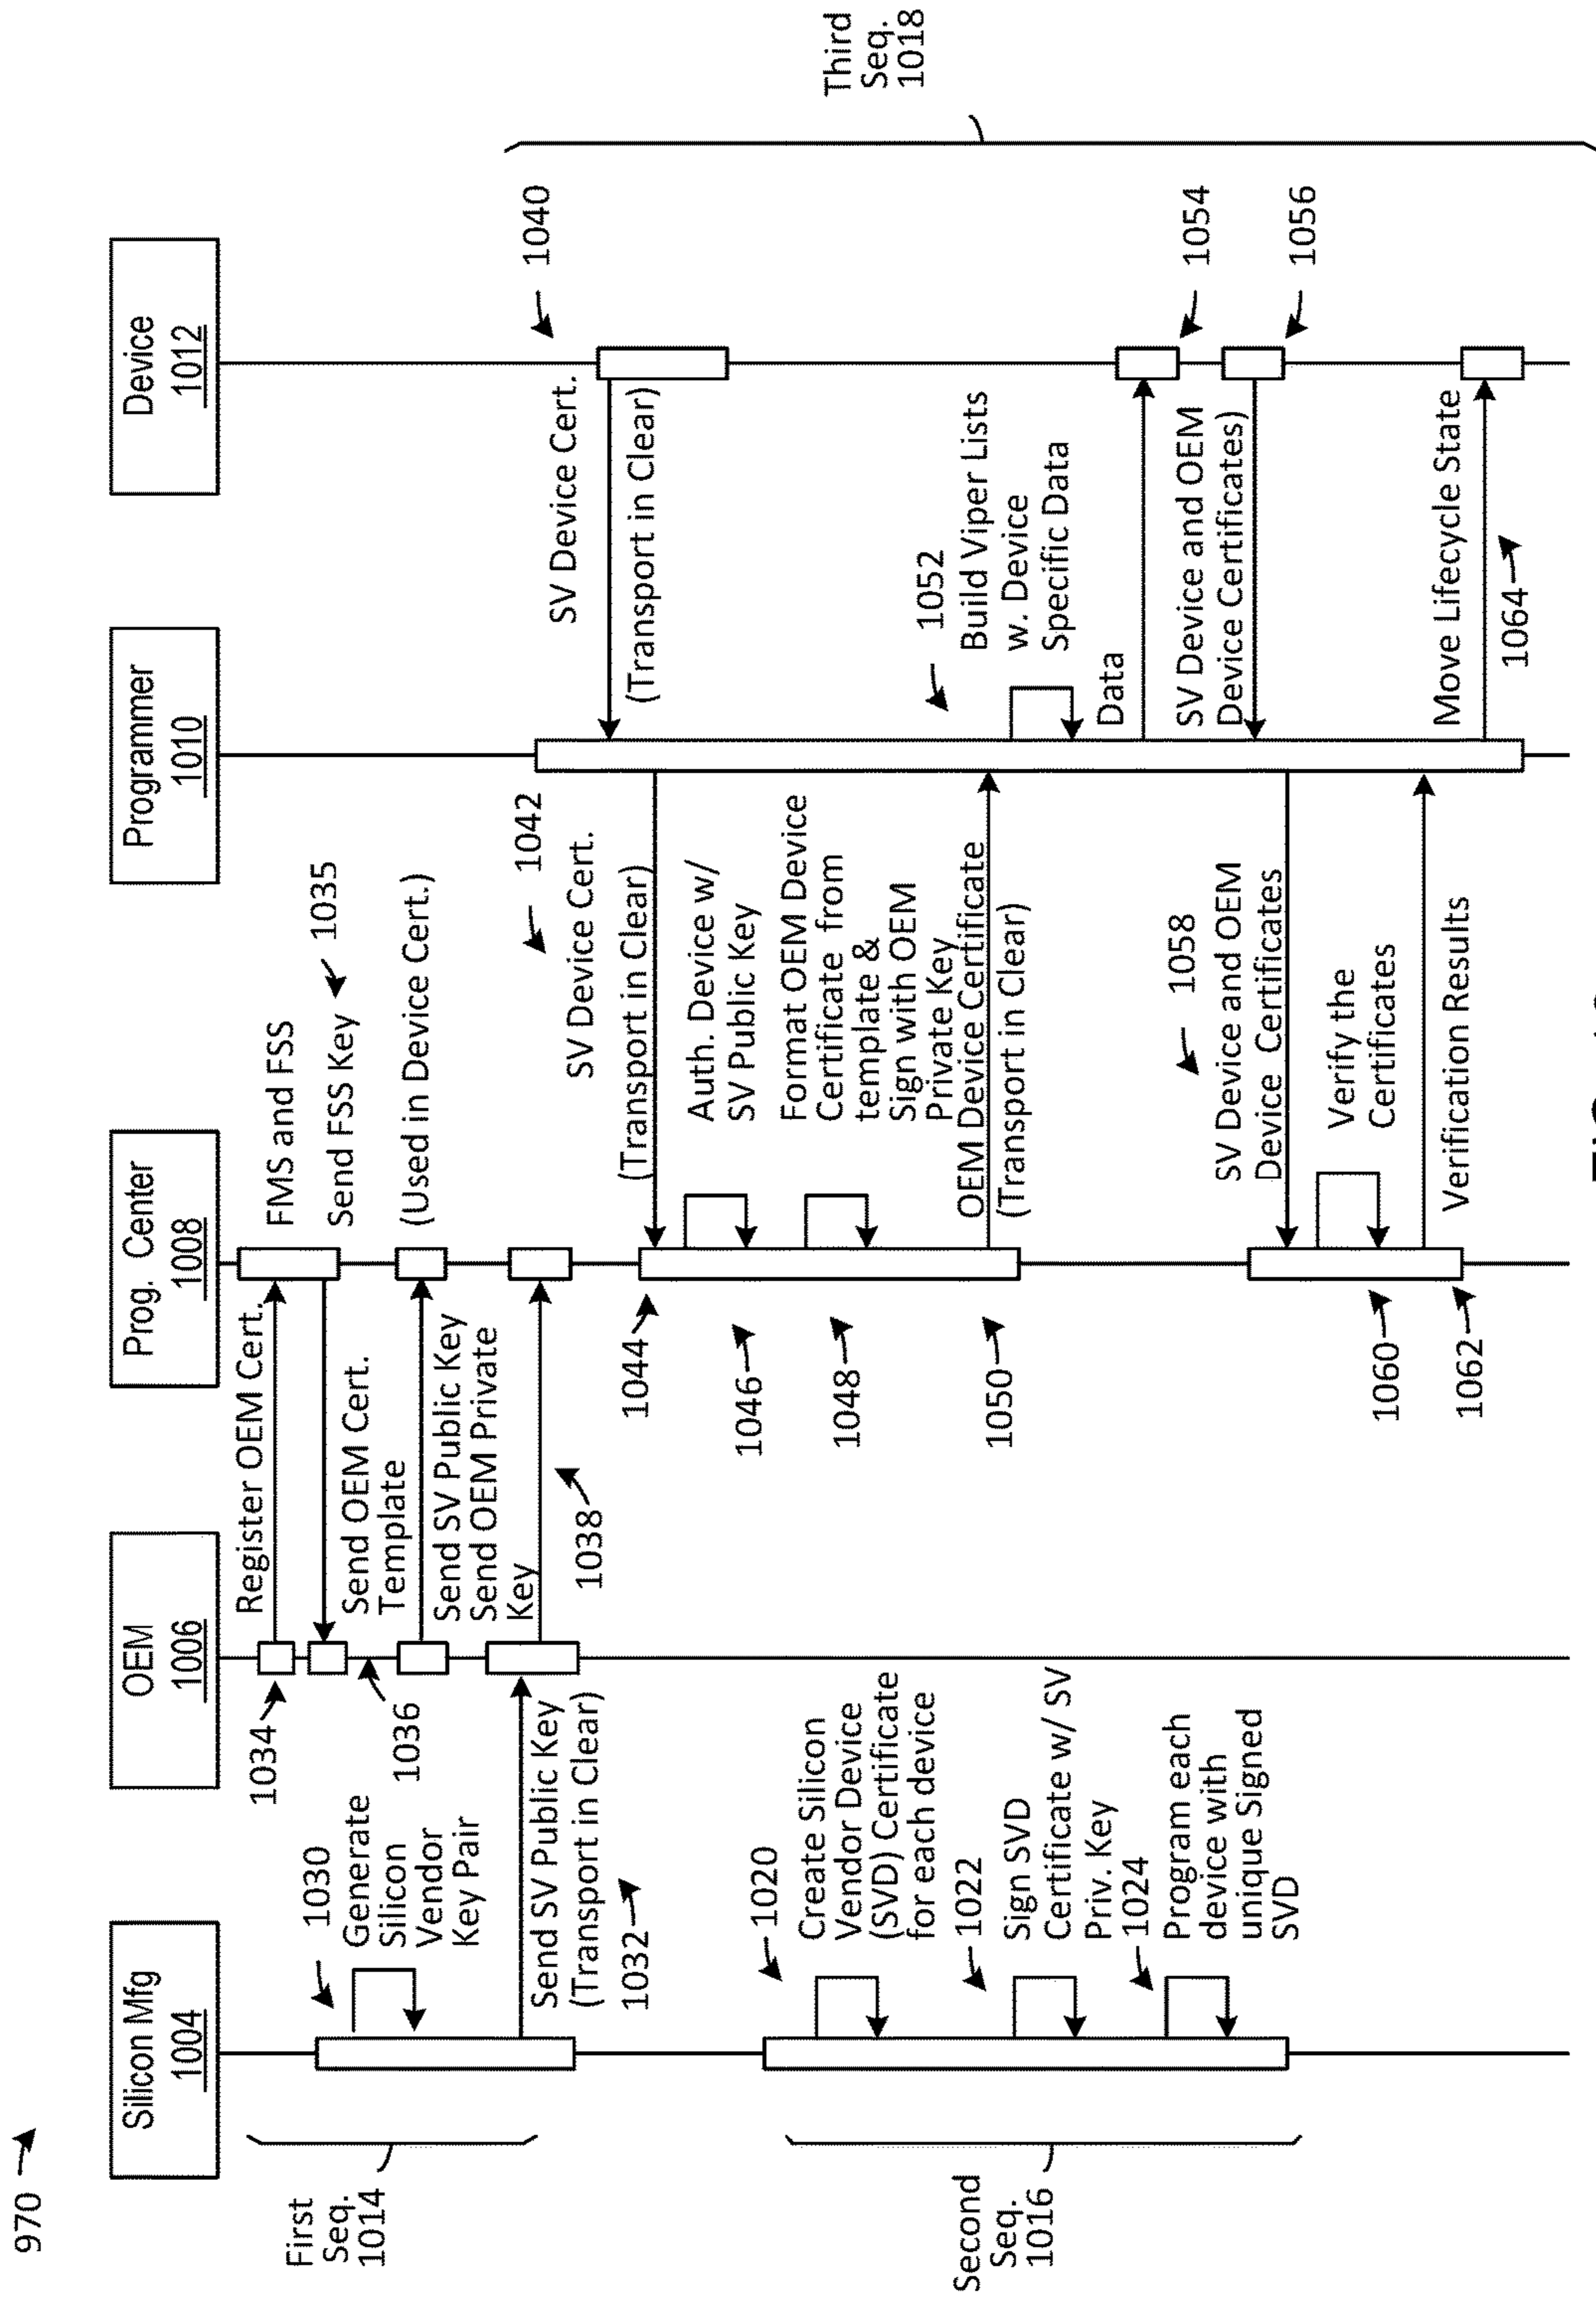 970
Silicon Mfg
1004
OEM
1006
Prog. Center
1008
Programmer
1010
Device
1012
First
Seq.
1014
1030
Generate
Silicon
Vendor
Key Pair
Send SV Public Key
(Transport in Clear)
1032
1034
Register OEM Cert.
FMS and FSS
Send FSS Key
1035
1036
Send OEM Cert.
Template
(Used in Device Cert.)
Send SV Public Key
Send OEM Private
Key
1038
Second
Seq.
1016
1020
Create Silicon
Vendor Device
(SVD) Certificate
for each device
1022
Sign SVD
Certificate w/ SV
Priv. Key
1024
Program each
device with
unique Signed
SVD
Third
Seq.
1018
1040
SV Device Cert.
(Transport in Clear)
1042
SV Device Cert.
(Transport in Clear)
1044
1046
Auth. Device w/
SV Public Key
1048
Format OEM Device
Certificate from
template &
Sign with OEM
Private Key
1050
OEM Device Certificate
(Transport in Clear)
1052
Build Viper Lists
w. Device
Specific Data
Data
1054
SV Device and OEM
Device Certificates)
1056
1058
SV Device and OEM
Device Certificates
1060
Verify the
Certificates
1062
Verification Results
Move Lifecycle State
1064